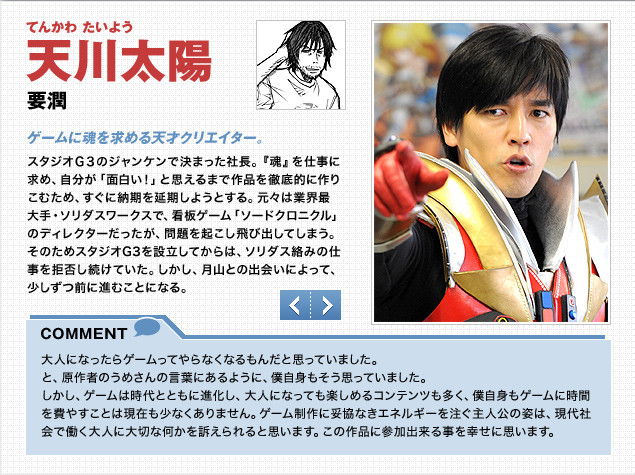 てんかわ たいよう
天川太陽
要潤
ゲームに魂を求める天才クリエイター。
スタジオG3のジャンケンで決まった社長。『魂』を仕事に
求め、自分が「面白い！」と思えるまで作品を徹底的に作り
こむため、すぐに納期を延期しようとする。元々は業界最
大手・ソリダスワークスで、看板ゲーム「ソードクロニクル」
のディレクターだったが、問題を起こし飛び出してしまう。
そのためスタジオG3を設立してからは、ソリダス絡みの仕
事を拒否し続けていた。しかし、月山との出会いによって、
少しずつ前に進むことになる。
COMMENT
大人になったらゲームってやらなくなるもんだと思っていました。
と、原作者のうめさんの言葉にあるように、僕自身もそう思っていました。
しかし、ゲームは時代とともに進化し、大人になっても楽しめるコンテンツも多く、僕自身もゲームに時間
を費やすことは現在も少なくありません。ゲーム制作に妥協なきエネルギーを注ぐ主人公の姿は、現代社
会で働く大人に大切な何かを訴えられると思います。この作品に参加出来る事を幸せに思います。